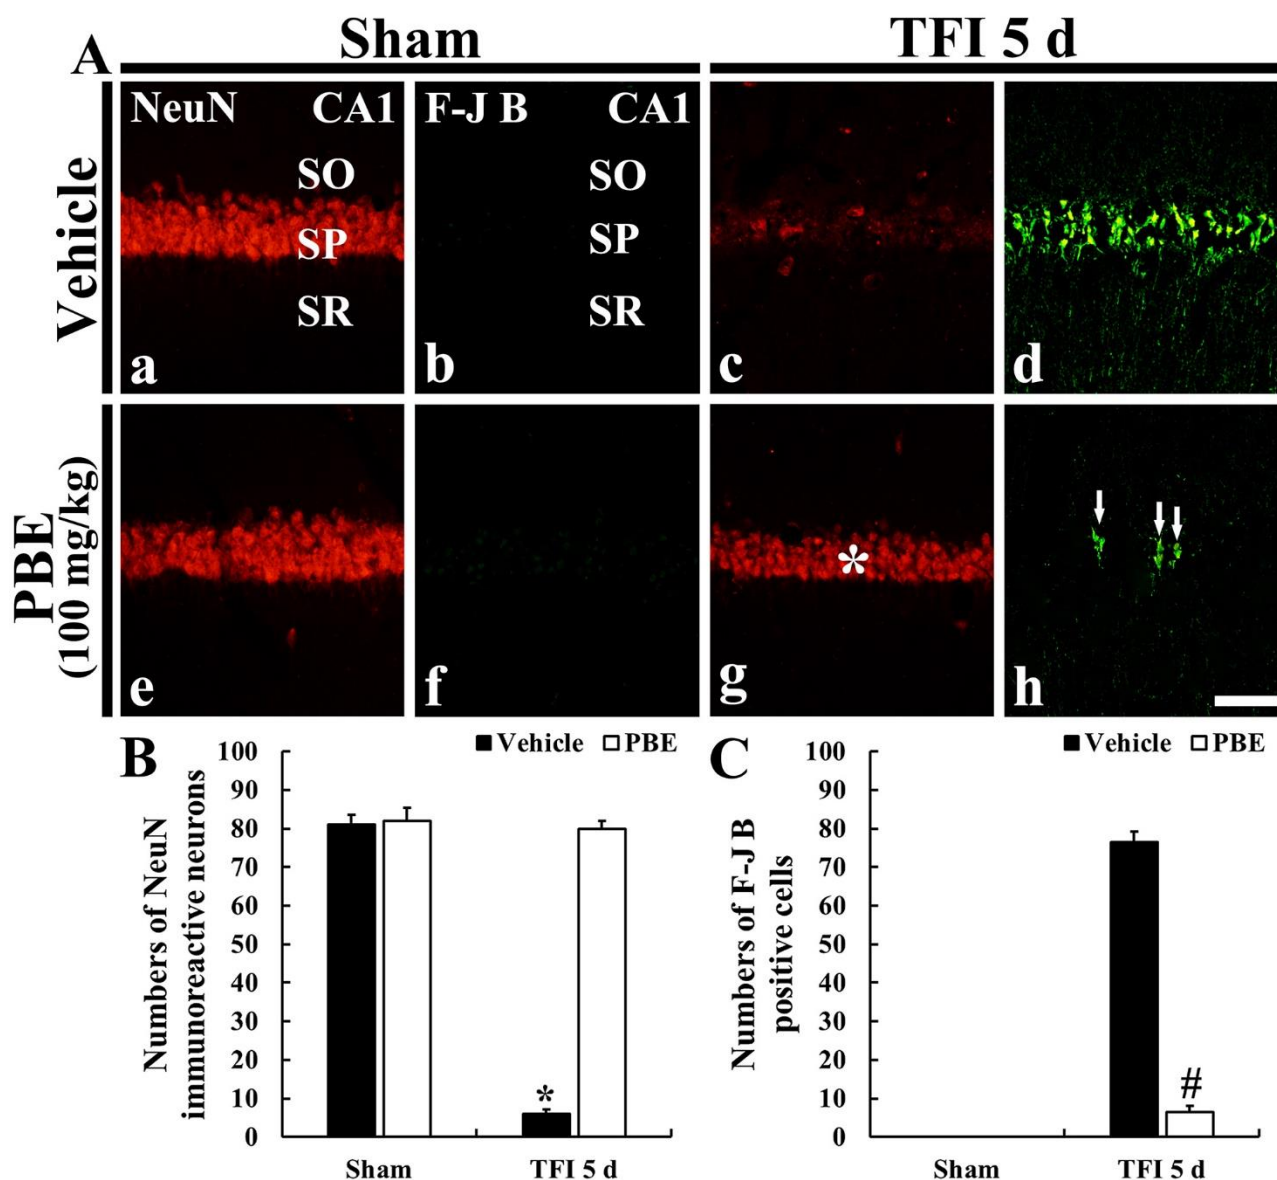 A
Sham
TFI 5 d
Vehicle
NeuN CA1
SO
SP
SR
a
F-J B CA1
SO
SP
SR
b
c
d
PBE
(100 mg/kg)
e
f
*
g
h
B
Vehicle PBE
Numbers of NeuN
immunoreactive neurons
100
90
80
70
60
50
40
30
20
10
0
*
Sham TFI 5 d
C
Vehicle PBE
Numbers of F-J B
positive cells
100
90
80
70
60
50
40
30
20
10
0
#
Sham TFI 5 d